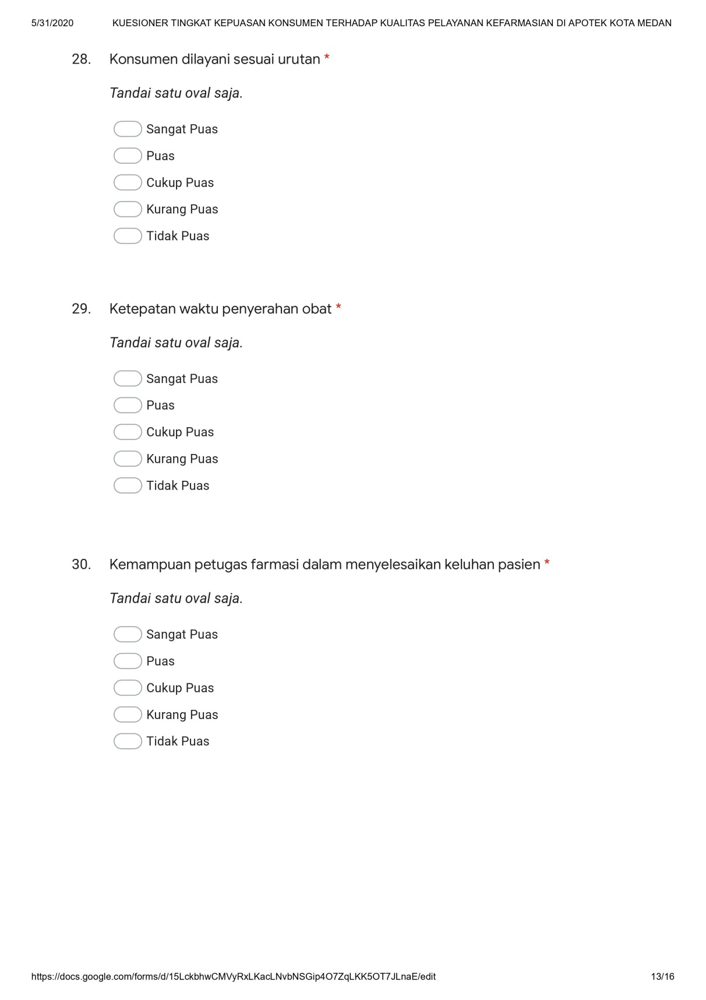 5/31/2020 KUESIONER TINGKAT KEPUASAN KONSUMEN TERHADAP KUALITAS PELAYANAN KEFARMASIAN DI APOTEK KOTA MEDAN
28. Konsumen dilayani sesuai urutan *
Tandai satu oval saja.
Sangat Puas
Puas
Cukup Puas
Kurang Puas
Tidak Puas
29. Ketepatan waktu penyerahan obat *
Tandai satu oval saja.
Sangat Puas
Puas
Cukup Puas
Kurang Puas
Tidak Puas
30. Kemampuan petugas farmasi dalam menyelesaikan keluhan pasien *
Tandai satu oval saja.
Sangat Puas
Puas
Cukup Puas
Kurang Puas
Tidak Puas
https://docs.google.com/forms/d/15LckbhwCMVyRxLKacLNvbNSGip4O7ZqLKK5OT7JLnaE/edit 13/16